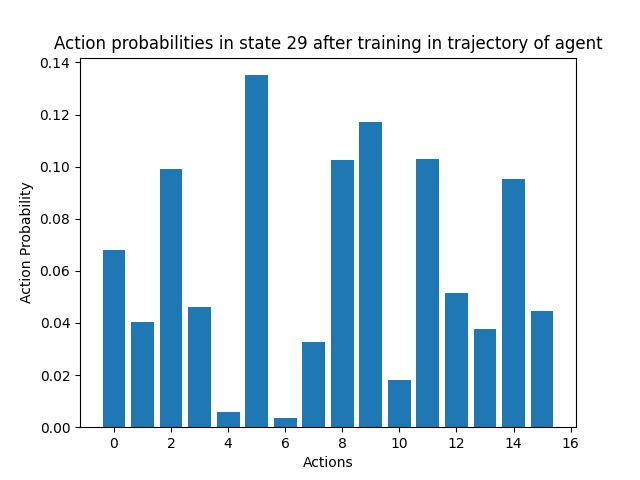 Action probabilities in state 29 after training in trajectory of agent
0.14
0.12
0.10
0.08
0.06
0.04
0.02
0.00
Action Probability
0 2 4 6 8 10 12 14 16
Actions